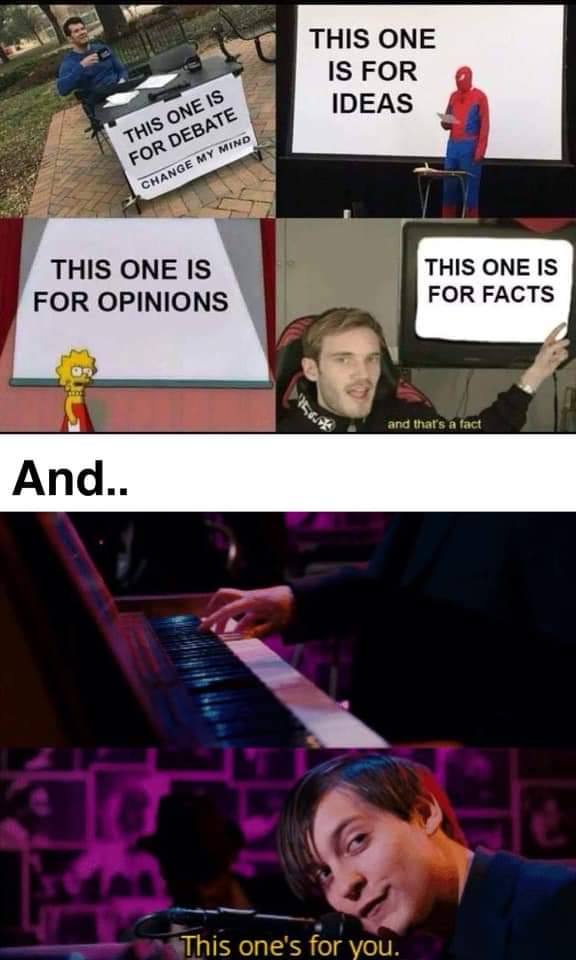 THIS ONE IS
FOR DEBATE
CHANGE MY MIND
THIS ONE
IS FOR
IDEAS
THIS ONE IS
FOR OPINIONS
THIS ONE IS
FOR FACTS
and that's a fact
And..
This one's for you.